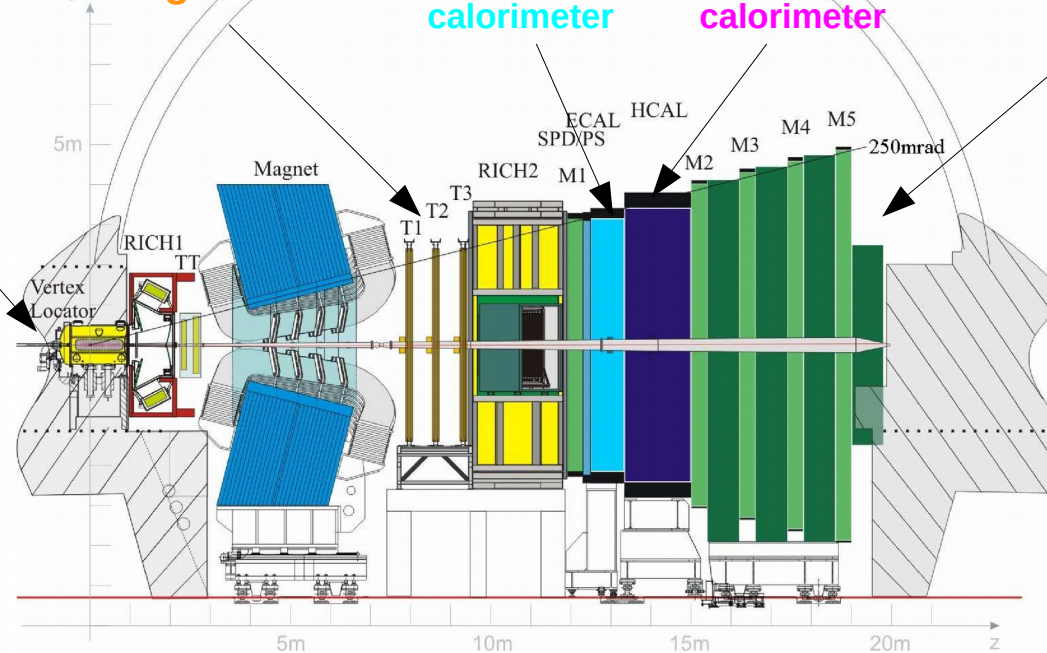 calorimeter calorimeter
ECAL HCAL
SPD/PS
M4 M5
5m
M3
250mrad
Magnet
RICH2
M1
M2
T3
T2
T1
RICH1
TT
Vertex
Locator
5m 10m 15m 20m z